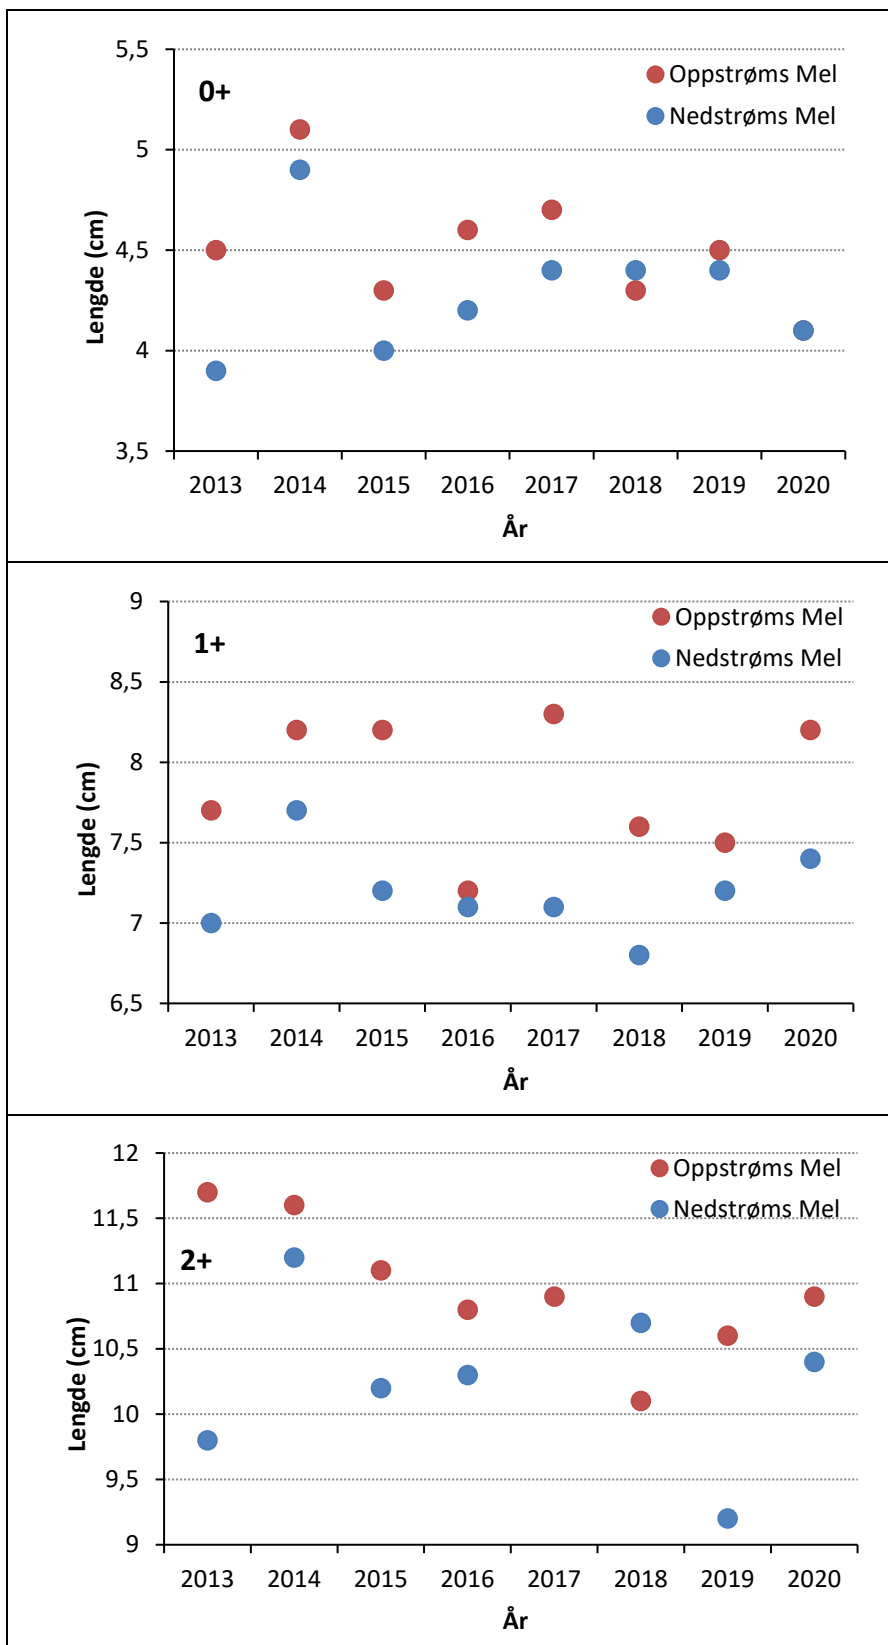 5,5
Oppstrøms Mel
0+
Nedstrøms Mel
5
Lengde (cm)
4,5
4
3,5
2013 2014 2015 2016 2017 2018 2019 2020
År
9
Oppstrøms Mel
1+
Nedstrøms Mel
8,5
8
Lengde (cm)
7,5
7
6,5
2013 2014 2015 2016 2017 2018 2019 2020
År
12
Oppstrøms Mel
Nedstrøms Mel
11,5
2+
11
Lengde (cm)
10,5
10
9,5
9
2013 2014 2015 2016 2017 2018 2019 2020
År